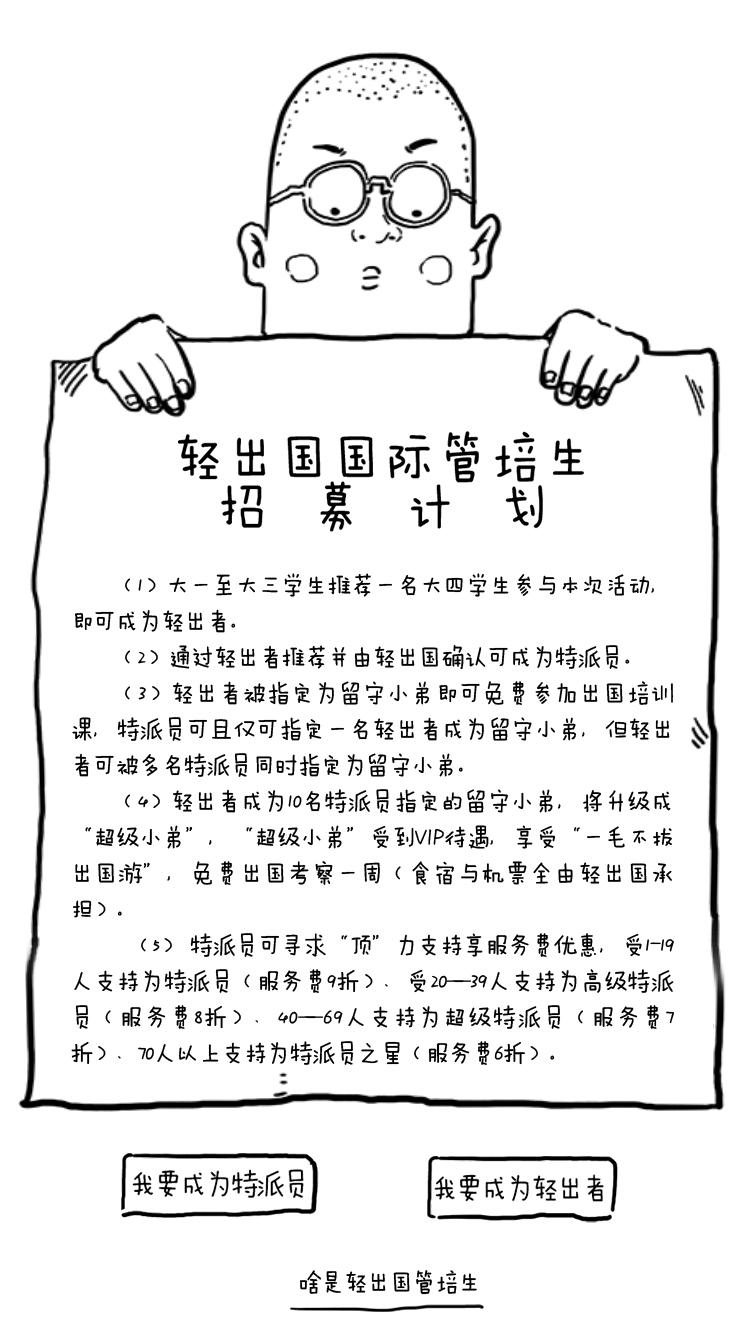 轻出国国际管培生
招募计划
（1）大一至大三学生推荐一名大四学生参与本次活动,
即可成为轻出者。
（2）通过轻出者推荐并由轻出国确认可成为特派员。
（3）轻出者被指定为留守小弟即可免费参加出国培训
课,特派员可且仅可指定一名轻出者成为留守小弟,但轻出
者可被多名特派员同时指定为留守小弟。
（4）轻出者成为10名特派员指定的留守小弟,将升级成
“超级小弟”,“超级小弟”受到VIP待遇,享受“一毛不拔
出国游”,免费出国考察一周（食宿与机票全由轻出国承
担）。
（5）特派员可寻求“顶”力支持享服务费优惠,受1-19
人支持为特派员（服务费9折）、受20—39人支持为高级特派
员（服务费8折）、40—69人支持为超级特派员（服务费7
折）、70人以上支持为特派员之星（服务费6折）。
我要成为特派员
我要成为轻出者
啥是轻出国管培生